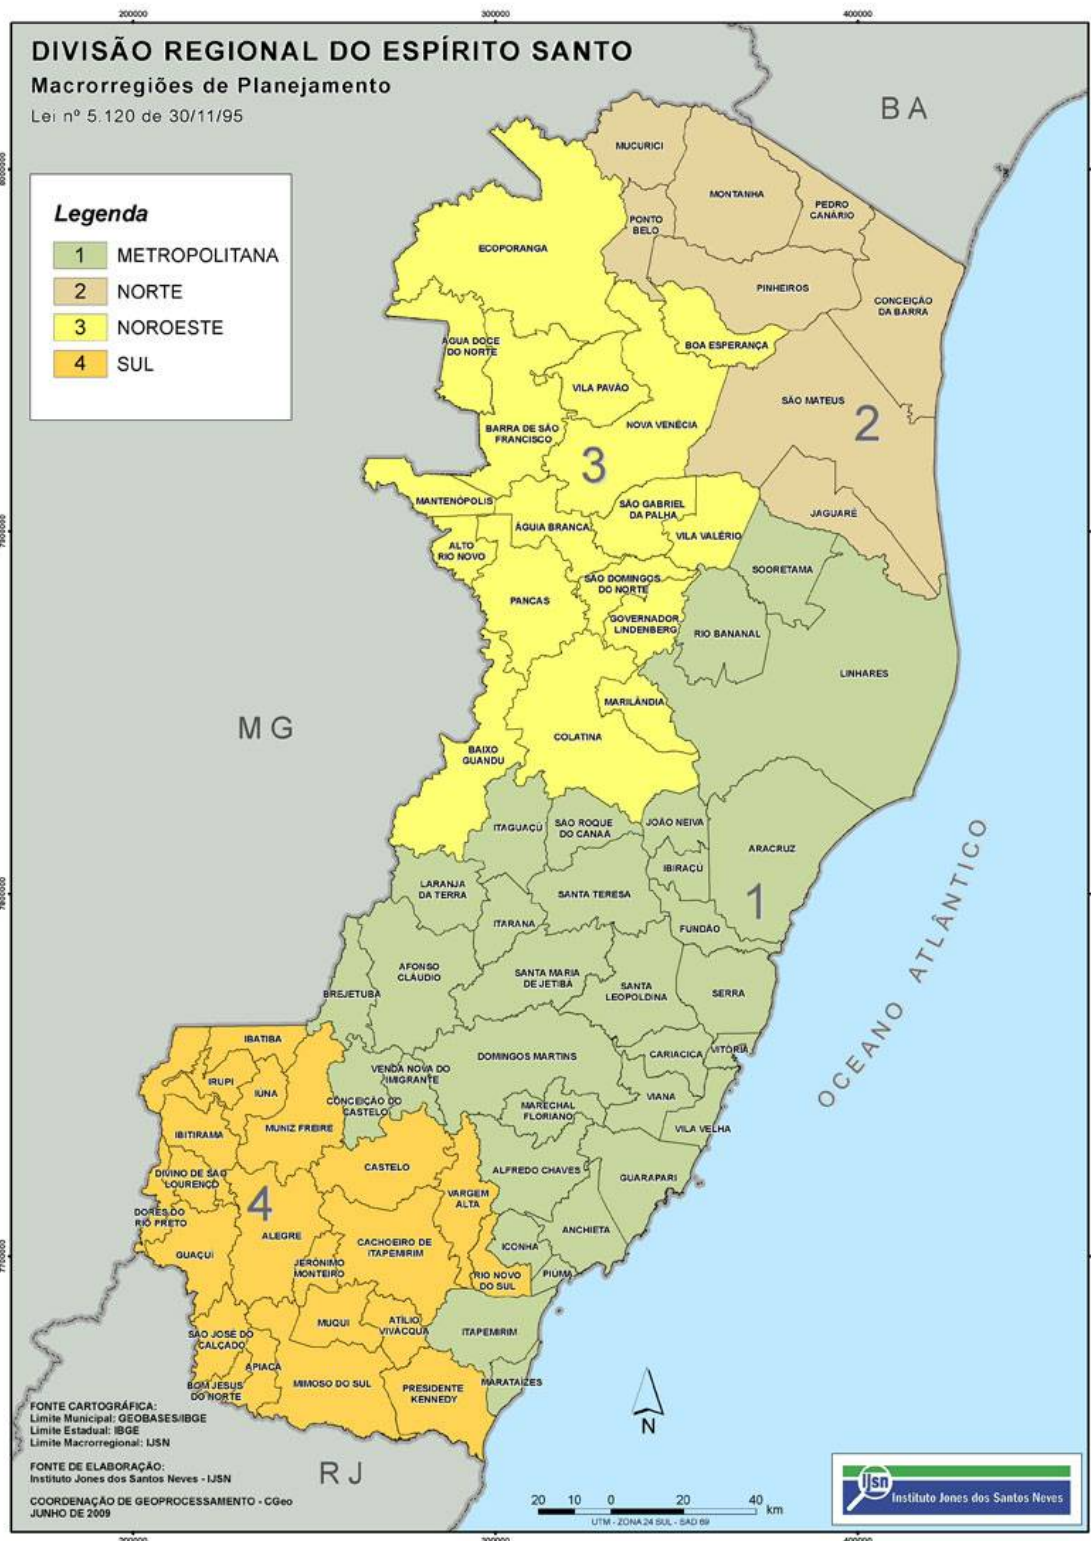 200000
300000
400000
DIVISÃO REGIONAL DO ESPÍRITO SANTO
Macrorregiões de Planejamento
Lei nº 5.120 de 30/11/95
BA
8000000
Legenda
1 METROPOLITANA
2 NORTE
3 NOROESTE
4 SUL
MUCURICI
MONTANHA
PEDRO
CANÁRIO
PONTO
BELO
ECOPORANGA
PINHEIROS
CONCEIÇÃO
DA BARRA
ÁGUA DOCE
DO NORTE
BOA ESPERANÇA
VILA PAVÃO
SÃO MATEUS
2
BARRA DE SÃO
FRANCISCO
NOVA VENÉCIA
3
MANTENÓPOLIS
SÃO GABRIEL
DA PALHA
JAGUARÉ
ÁGUIA BRANCA
VILA VALÉRIO
7900000
ALTO
RIO NOVO
SOORETAMA
SÃO DOMINGOS
DO NORTE
PANCAS
GOVERNADOR
LINDENBERG
RIO BANANAL
LINHARES
MARILÂNDIA
MG
COLATINA
BAIXO
GUANDU
ITAGUAÇÚ
SAO ROQUE
DO CANAÃ
JOÃO NEIVA
ARACRUZ
IBIRAÇÚ
1
LARANJA
DA TERRA
SANTA TERESA
7800000
ITARANA
FUNDÃO
OCEANO ATLÂNTICO
AFONSO
CLÁUDIO
SANTA MARIA
DE JETIBÁ
SANTA
LEOPOLDINA
SERRA
BREJETUBA
IBATIBA
DOMINGOS MARTINS
CARIACICA
VITÓRIA
VENDA NOVA DO
IMIGRANTE
IRUPI
IÚNA
CONCEIÇÃO DO
CASTELO
MARECHAL
FLORIANO
VIANA
IBITIRAMA
MUNIZ FREIRE
VILA VELHA
DIVINO DE SÃO
LOURENÇO
CASTELO
ALFREDO CHAVES
GUARAPARI
4
VARGEM
ALTA
DORES DO
RIO PRETO
ALEGRE
CACHOEIRO DE
ITAPEMIRIM
ANCHIETA
ICONHA
GUAÇUÍ
JERÔNIMO
MONTEIRO
RIO NOVO
DO SUL
PIÚMA
7700000
MUQUI
ATÍLIO
VIVÁCQUA
ITAPEMIRIM
SÃO JOSÉ DO
CALÇADO
APIACÁ
BOM JESUS
DO NORTE
MIMOSO DO SUL
PRESIDENTE
KENNEDY
MARATAÍZES
N
FONTE CARTOGRÁFICA:
Limite Municipal: GEOBASES/IBGE
Limite Estadual: IBGE
Limite Macrorregional: IJSN
FONTE DE ELABORAÇÃO:
Instituto Jones dos Santos Neves - IJSN
COORDENAÇÃO DE GEOPROCESSAMENTO - CGeo
JUNHO DE 2009
RJ
20 10 0 20 40 km
UTM - ZONA 24 SUL - SAD 69
ijsn
Instituto Jones dos Santos Neves
200000
300000
400000